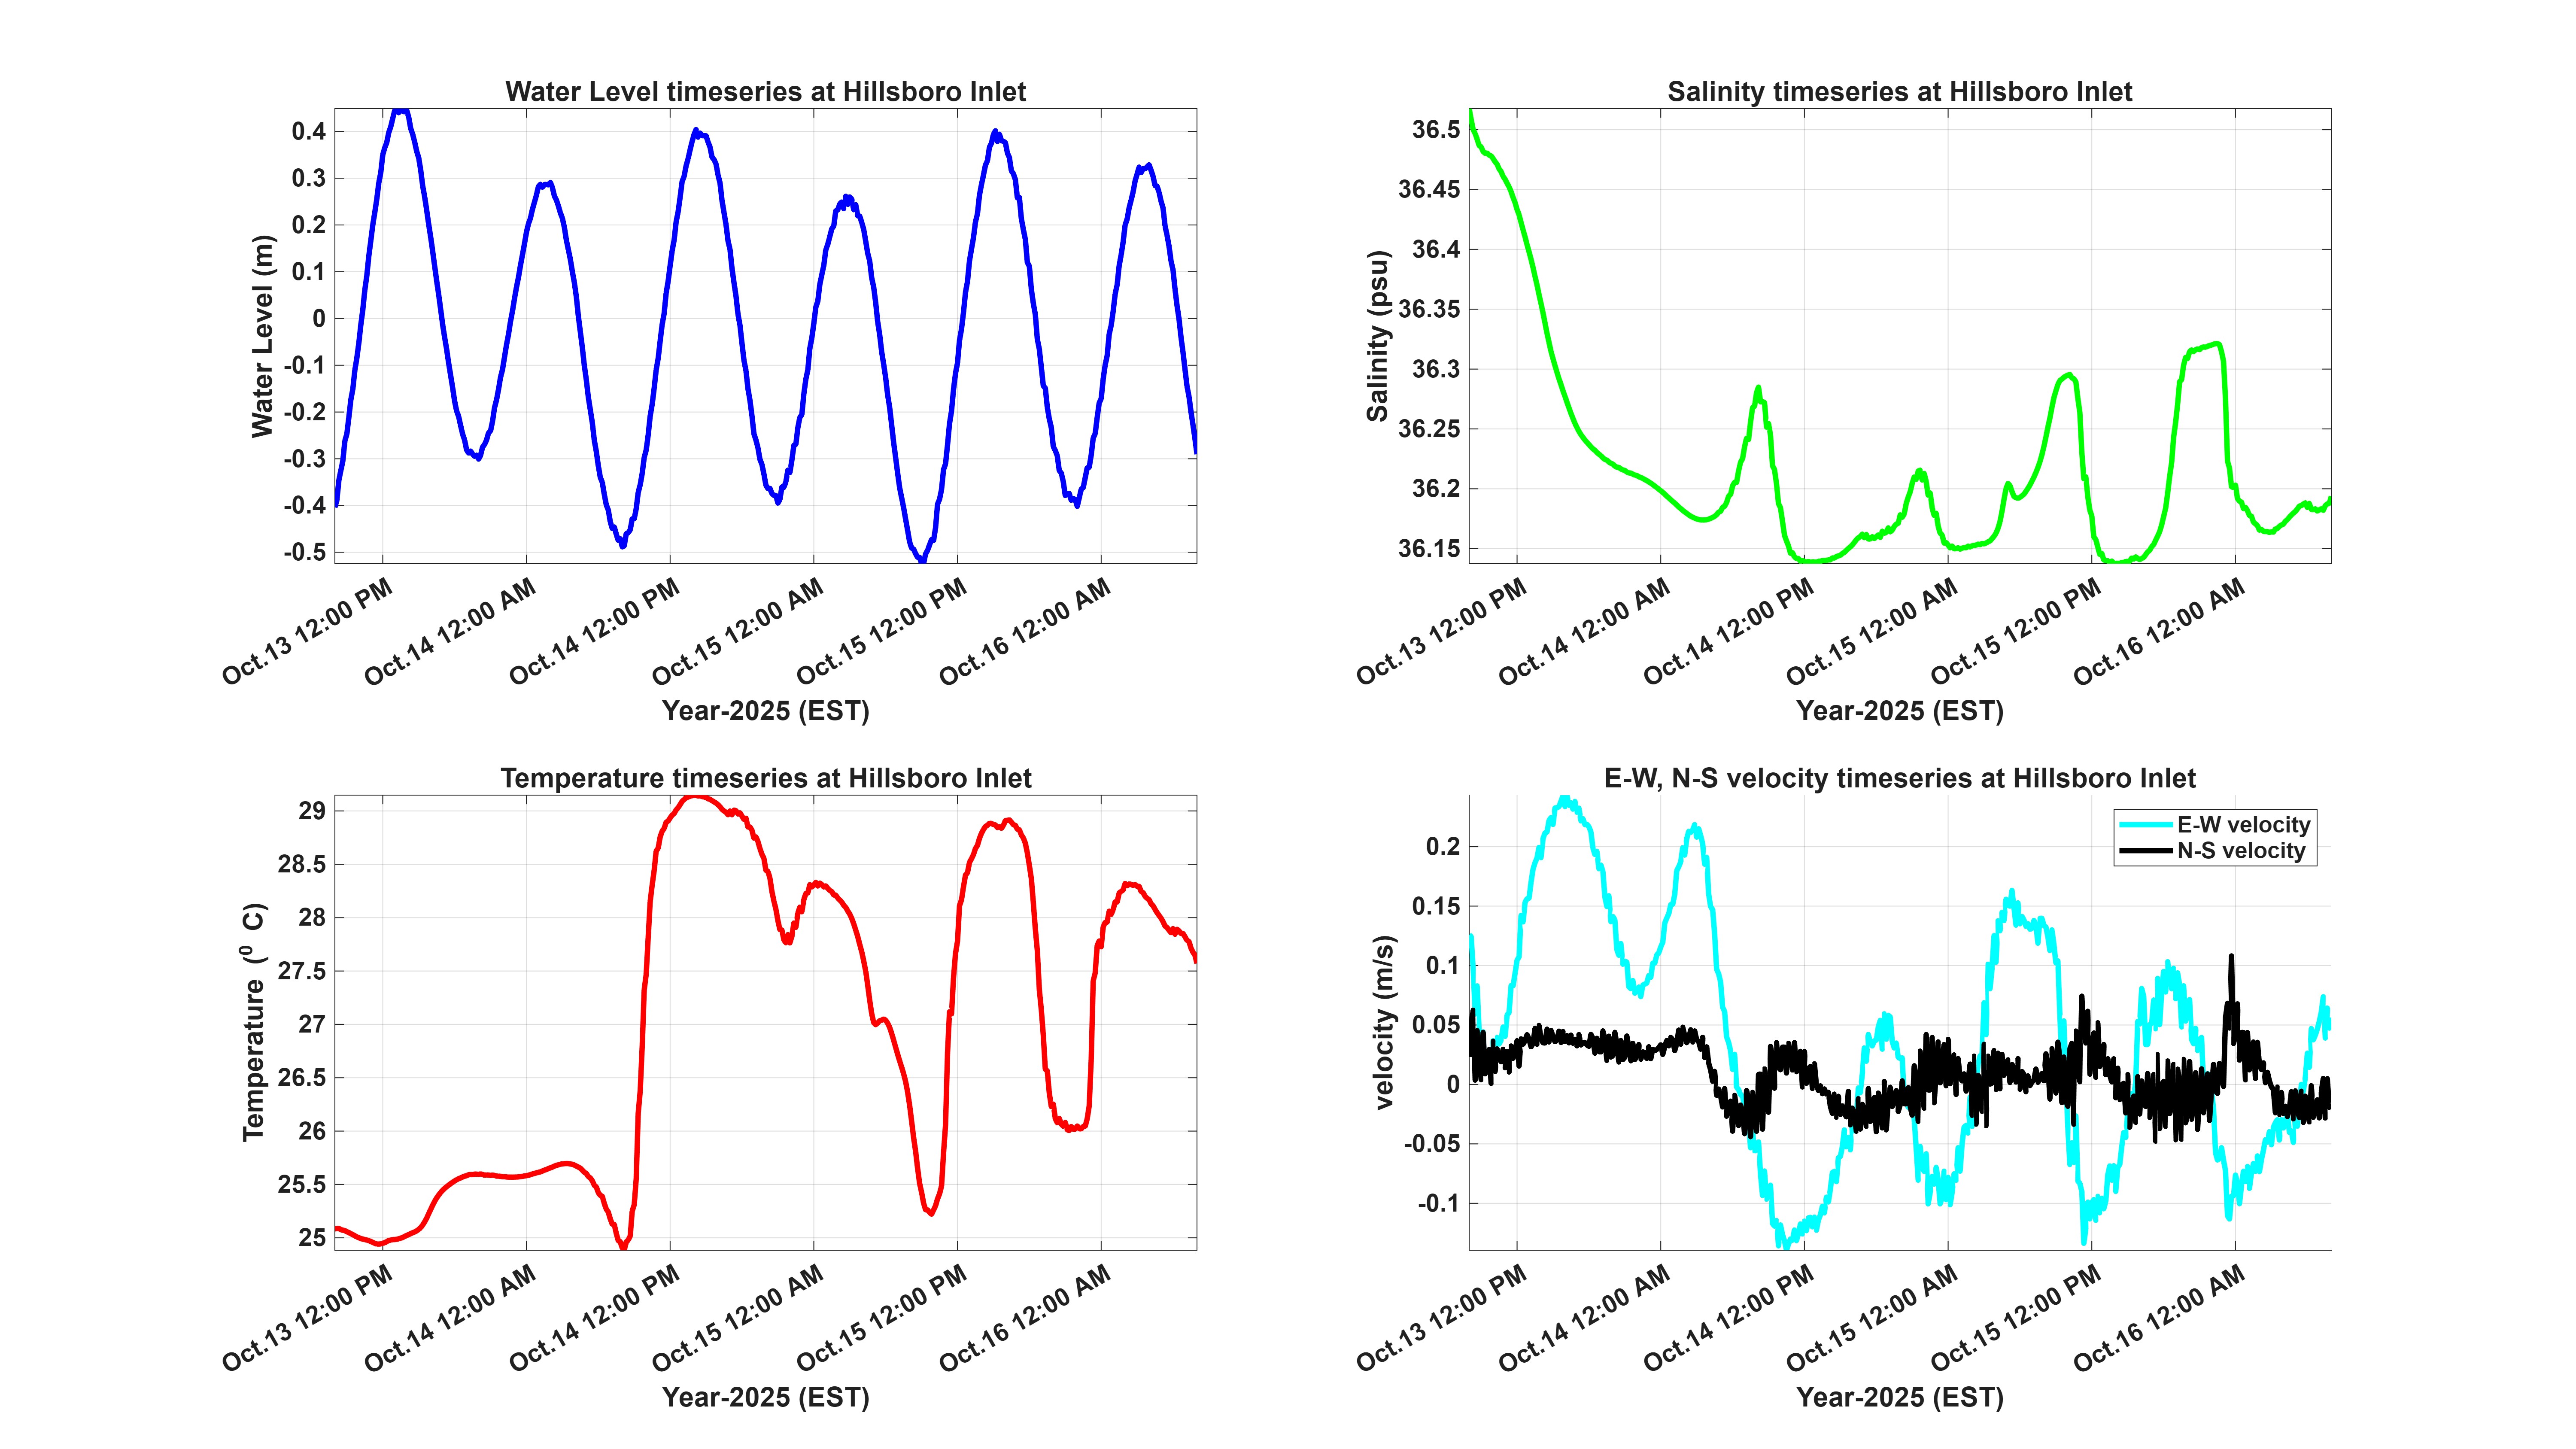 Water Level timeseries at Hillsboro Inlet
Water Level (m)
0.4
0.3
0.2
0.1
0
-0.1
-0.2
-0.3
-0.4
-0.5
Oct.13 12:00 PM
Oct.14 12:00 AM
Oct.14 12:00 PM
Oct.15 12:00 AM
Oct.15 12:00 PM
Oct.16 12:00 AM
Year-2025 (EST)
Salinity timeseries at Hillsboro Inlet
Salinity (psu)
36.5
36.45
36.4
36.35
36.3
36.25
36.2
36.15
Oct.13 12:00 PM
Oct.14 12:00 AM
Oct.14 12:00 PM
Oct.15 12:00 AM
Oct.15 12:00 PM
Oct.16 12:00 AM
Year-2025 (EST)
Temperature timeseries at Hillsboro Inlet
Temperature (⁰ C)
29
28.5
28
27.5
27
26.5
26
25.5
25
Oct.13 12:00 PM
Oct.14 12:00 AM
Oct.14 12:00 PM
Oct.15 12:00 AM
Oct.15 12:00 PM
Oct.16 12:00 AM
Year-2025 (EST)
E-W, N-S velocity timeseries at Hillsboro Inlet
velocity (m/s)
0.2
0.15
0.1
0.05
0
-0.05
-0.1
E-W velocity
N-S velocity
Oct.13 12:00 PM
Oct.14 12:00 AM
Oct.14 12:00 PM
Oct.15 12:00 AM
Oct.15 12:00 PM
Oct.16 12:00 AM
Year-2025 (EST)